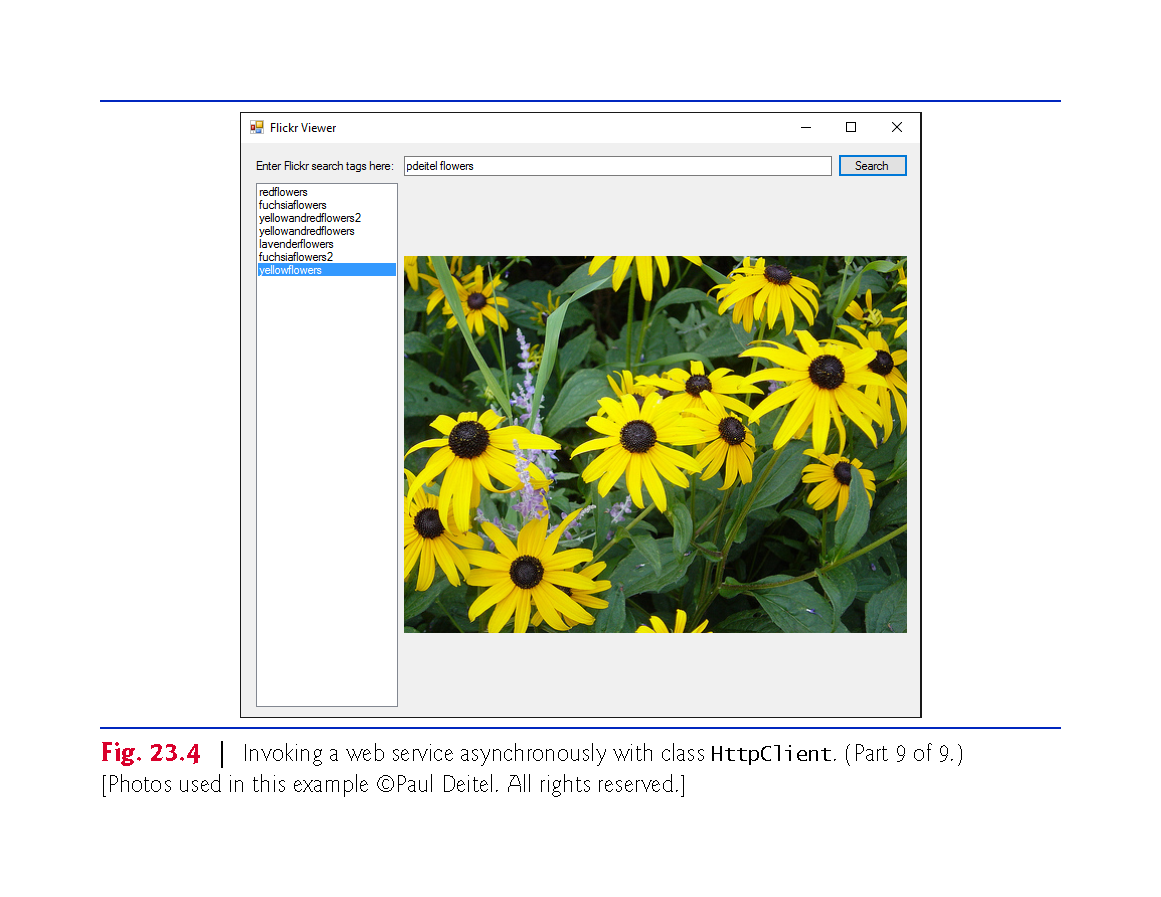 Flickr Viewer
Enter Flickr search tags here: pdeitel flowers Search
redflowers
fuchsiaflowers
yellowandredflowers2
yellowandredflowers
lavenderflowers
fuchsiaflowers2
yellowflowers
Fig. 23.4 | Invoking a web service asynchronously with class HttpClient. (Part 9 of 9.)
[Photos used in this example ©Paul Deitel. All rights reserved.]